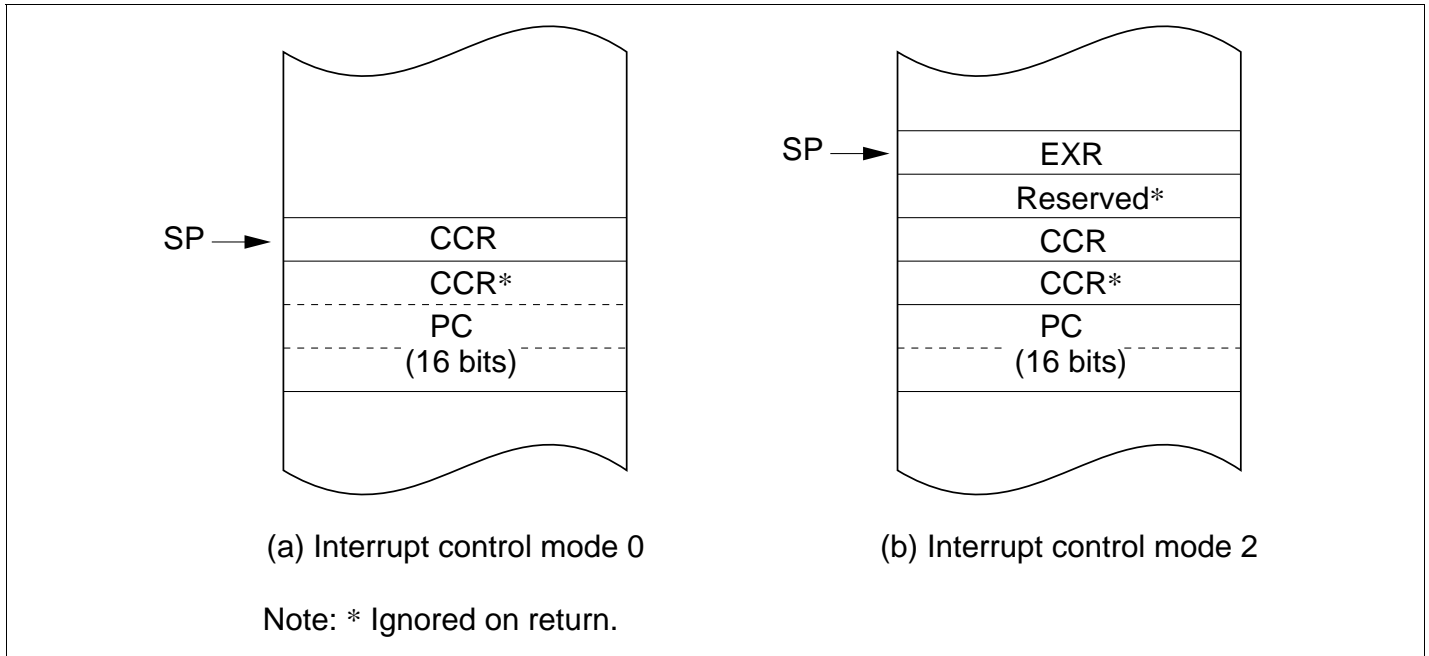 SP
CCR
CCR*
PC
(16 bits)
(a) Interrupt control mode 0
SP
EXR
Reserved*
CCR
CCR*
PC
(16 bits)
(b) Interrupt control mode 2
Note: * Ignored on return.